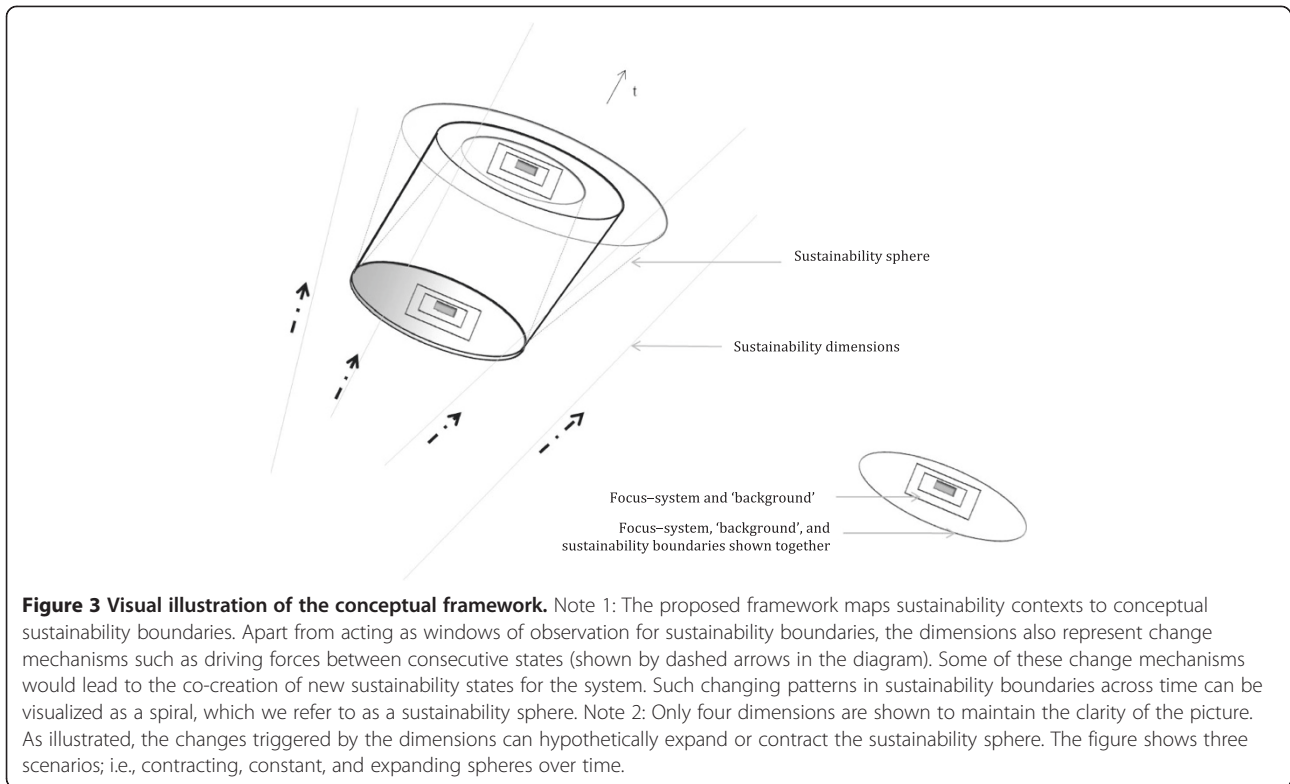 t
Sustainability sphere
Sustainability dimensions
Focus–system and ‘background’
Focus–system, ‘background’, and
sustainability boundaries shown together
Figure 3 Visual illustration of the conceptual framework. Note 1: The proposed framework maps sustainability contexts to conceptual
sustainability boundaries. Apart from acting as windows of observation for sustainability boundaries, the dimensions also represent change
mechanisms such as driving forces between consecutive states (shown by dashed arrows in the diagram). Some of these change mechanisms
would lead to the co-creation of new sustainability states for the system. Such changing patterns in sustainability boundaries across time can be
visualized as a spiral, which we refer to as a sustainability sphere. Note 2: Only four dimensions are shown to maintain the clarity of the picture.
As illustrated, the changes triggered by the dimensions can hypothetically expand or contract the sustainability sphere. The figure shows three
scenarios; i.e., contracting, constant, and expanding spheres over time.